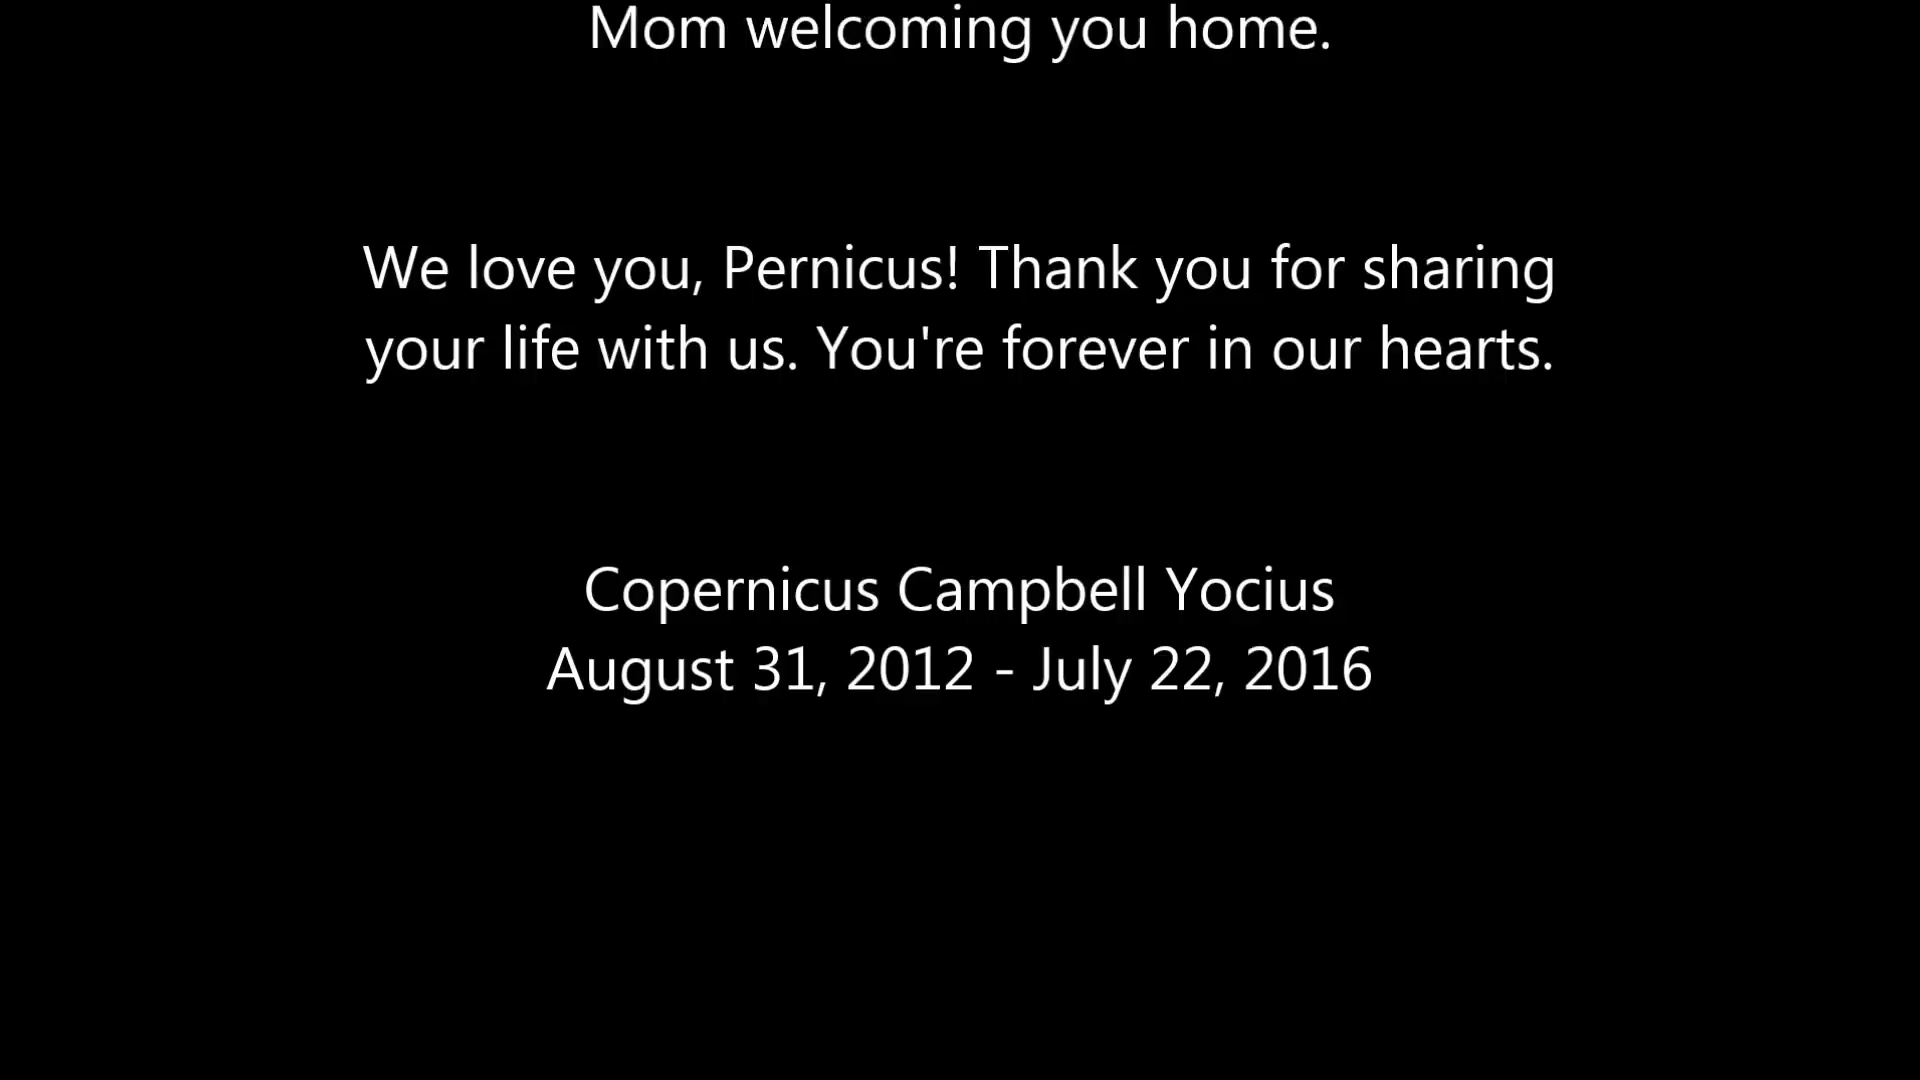 Mom welcoming you home.
We love you, Pernicus! Thank you for sharing
your life with us. You're forever in our hearts.
Copernicus Campbell Yocius
August 31, 2012 - July 22, 2016